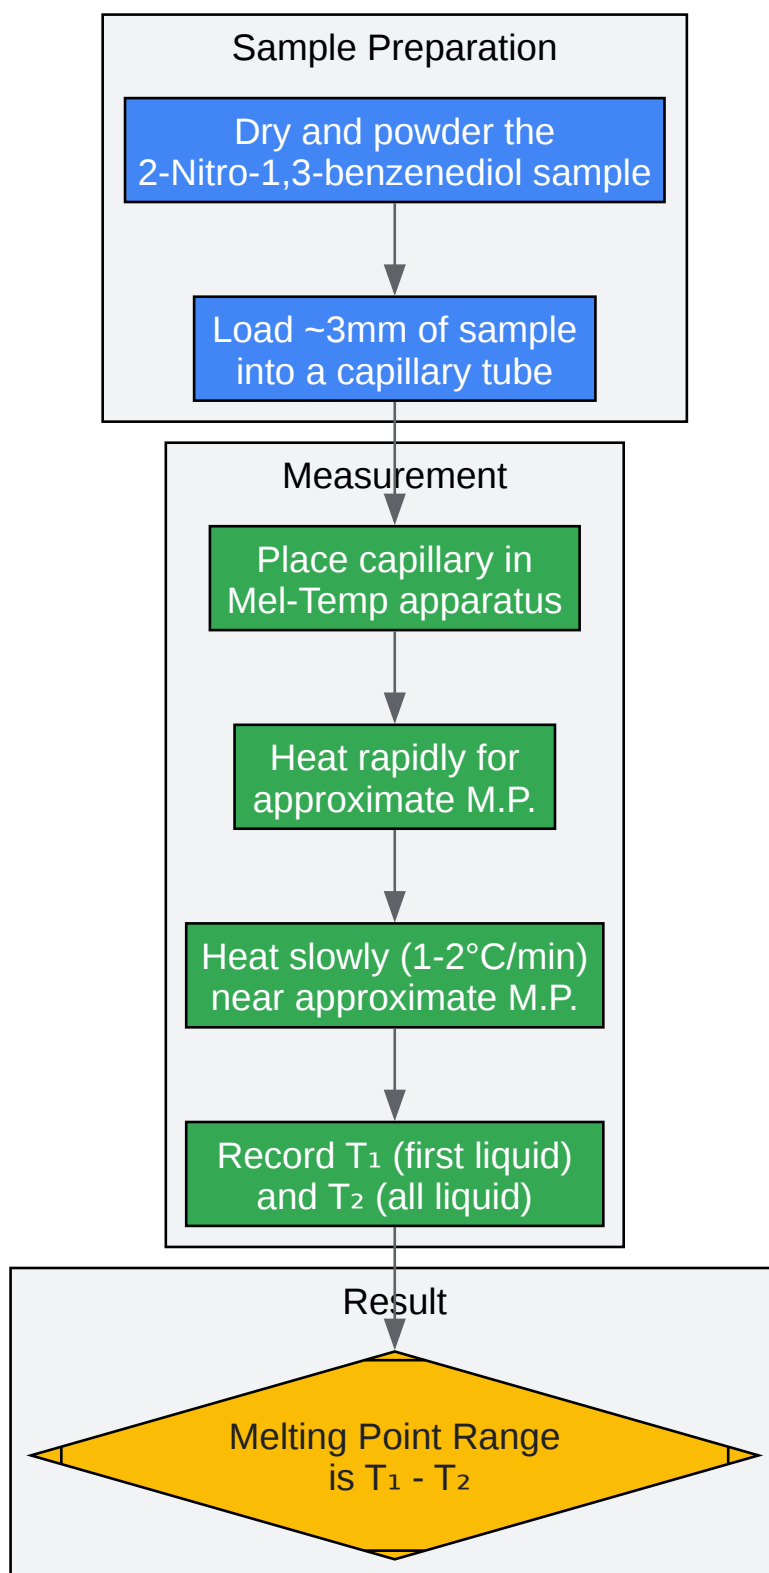 Sample Preparation
Dry and powder the
2-Nitro-1,3-benzenediol sample
Load ~3mm of sample
into a capillary tube
Measurement
Place capillary in
Mel-Temp apparatus
Heat rapidly for
approximate M.P.
Heat slowly (1-2°C/min)
near approximate M.P.
Record T₁ (first liquid)
and T₂ (all liquid)
Result
Melting Point Range
is T₁ - T₂